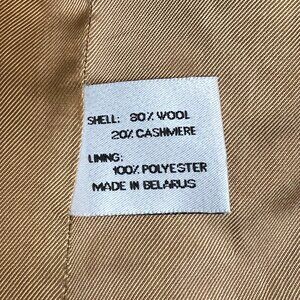 SHELL: 80% WOOL
20% CASHMERE
LINING:
100% POLYESTER
MADE IN BELARUS